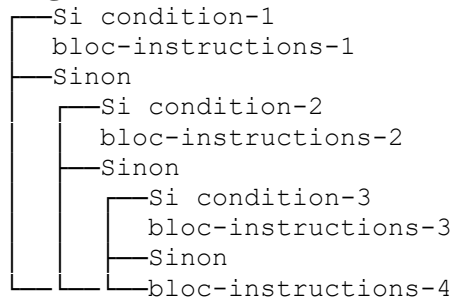 Si condition-1
bloc-instructions-1
Sinon
Si condition-2
bloc-instructions-2
Sinon
Si condition-3
bloc-instructions-3
Sinon
bloc-instructions-4